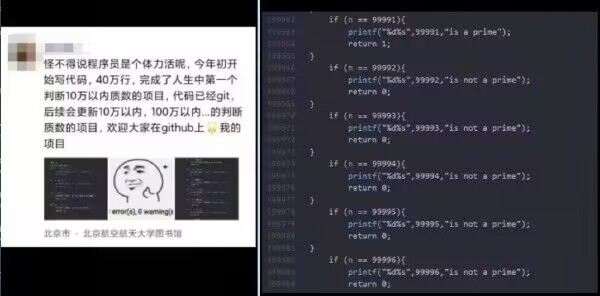 怪不得说程序员是个体力活呢，今年初开
始写代码，40万行，完成了人生中第一个
判断10万以内质数的项目，代码已经git，
后续会更新10万以内，100万以内...的判断
质数的项目，欢迎大家在github上⭐我的
项目
error(s), 0 warning(s)
北京市 · 北京航空航天大学图书馆
if (n == 99991){
printf("%d%s",99991,"is a prime");
return 1;
}
if (n == 99992){
printf("%d%s",99992,"is not a prime");
return 0;
}
if (n == 99993){
printf("%d%s",99993,"is not a prime");
return 0;
}
if (n == 99994){
printf("%d%s",99994,"is not a prime");
return 0;
}
if (n == 99995){
printf("%d%s",99995,"is not a prime");
return 0;
}
if (n == 99996){
printf("%d%s",99996,"is not a prime");
return 0;
}